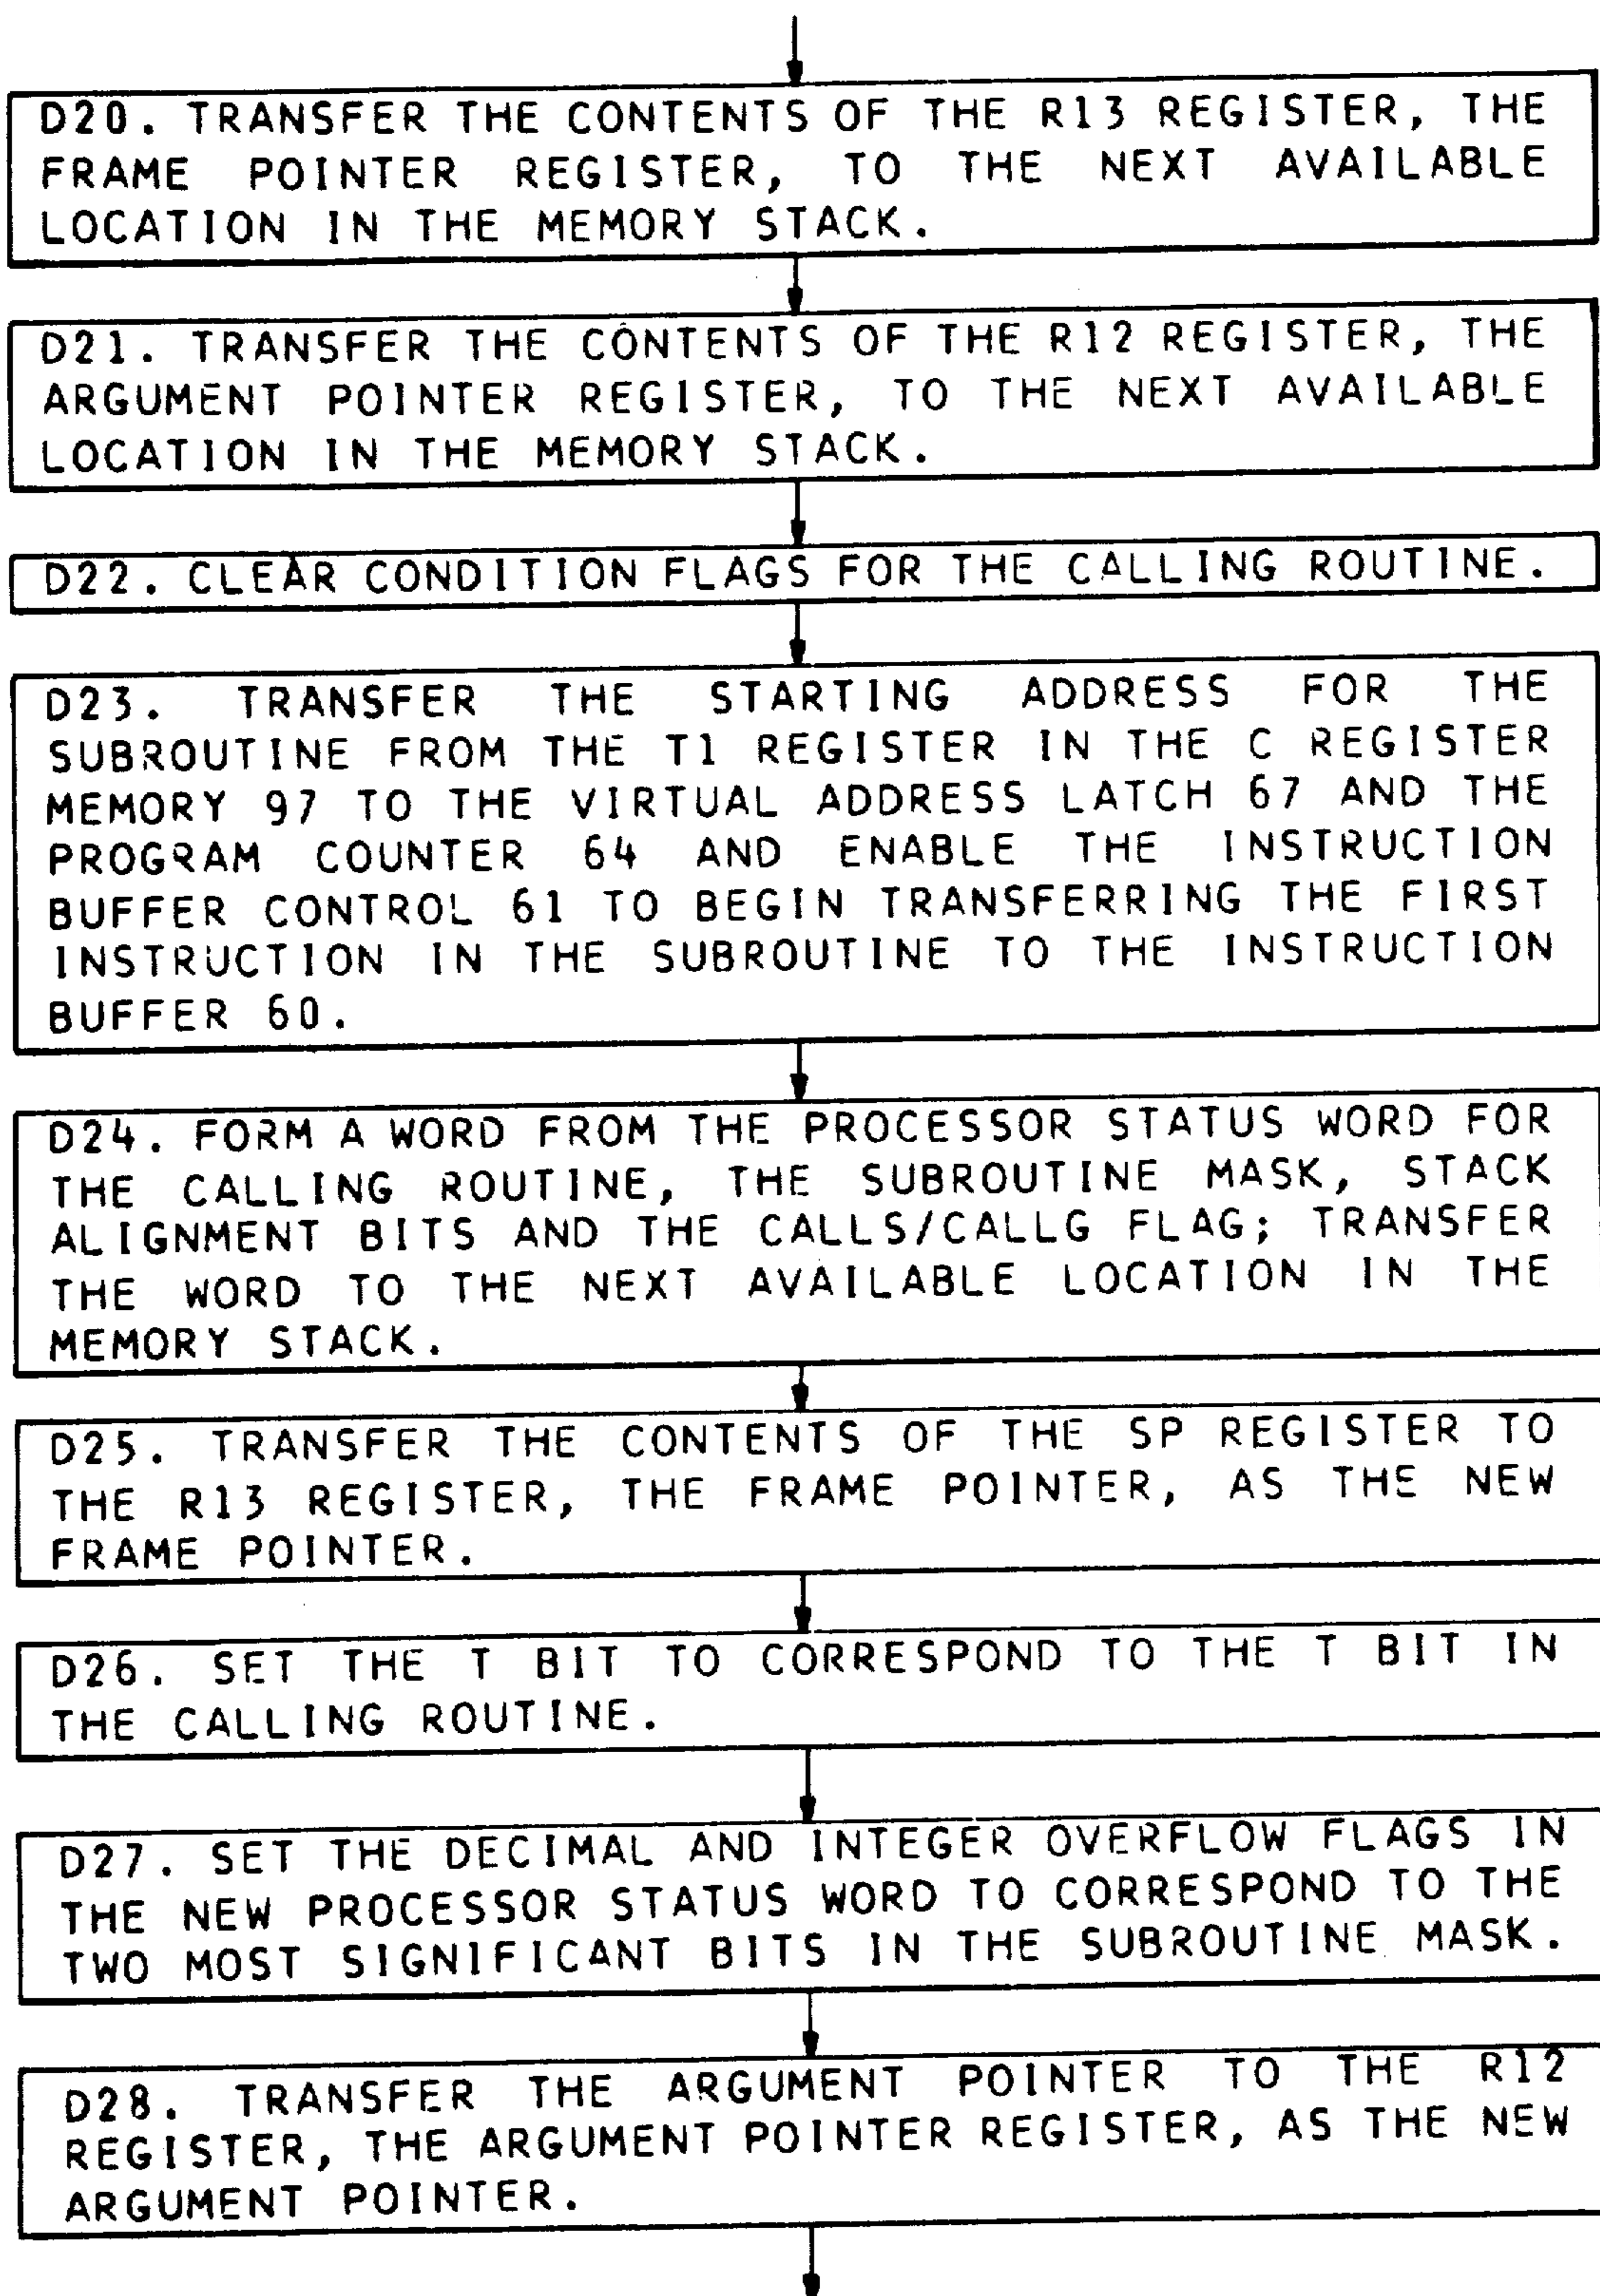 D20. TRANSFER THE CONTENTS OF THE R13 REGISTER, THE
FRAME POINTER REGISTER, TO THE NEXT AVAILABLE
LOCATION IN THE MEMORY STACK.
D21. TRANSFER THE CONTENTS OF THE R12 REGISTER, THE
ARGUMENT POINTER REGISTER, TO THE NEXT AVAILABLE
LOCATION IN THE MEMORY STACK.
D22. CLEAR CONDITION FLAGS FOR THE CALLING ROUTINE.
D23. TRANSFER THE STARTING ADDRESS FOR THE
SUBROUTINE FROM THE T1 REGISTER IN THE C REGISTER
MEMORY 97 TO THE VIRTUAL ADDRESS LATCH 67 AND THE
PROGRAM COUNTER 64 AND ENABLE THE INSTRUCTION
BUFFER CONTROL 61 TO BEGIN TRANSFERRING THE FIRST
INSTRUCTION IN THE SUBROUTINE TO THE INSTRUCTION
BUFFER 60.
D24. FORM A WORD FROM THE PROCESSOR STATUS WORD FOR
THE CALLING ROUTINE, THE SUBROUTINE MASK, STACK
ALIGNMENT BITS AND THE CALLS/CALLG FLAG; TRANSFER
THE WORD TO THE NEXT AVAILABLE LOCATION IN THE
MEMORY STACK.
D25. TRANSFER THE CONTENTS OF THE SP REGISTER TO
THE R13 REGISTER, THE FRAME POINTER, AS THE NEW
FRAME POINTER.
D26. SET THE T BIT TO CORRESPOND TO THE T BIT IN
THE CALLING ROUTINE.
D27. SET THE DECIMAL AND INTEGER OVERFLOW FLAGS IN
THE NEW PROCESSOR STATUS WORD TO CORRESPOND TO THE
TWO MOST SIGNIFICANT BITS IN THE SUBROUTINE MASK.
D28. TRANSFER THE ARGUMENT POINTER TO THE R12
REGISTER, THE ARGUMENT POINTER REGISTER, AS THE NEW
ARGUMENT POINTER.